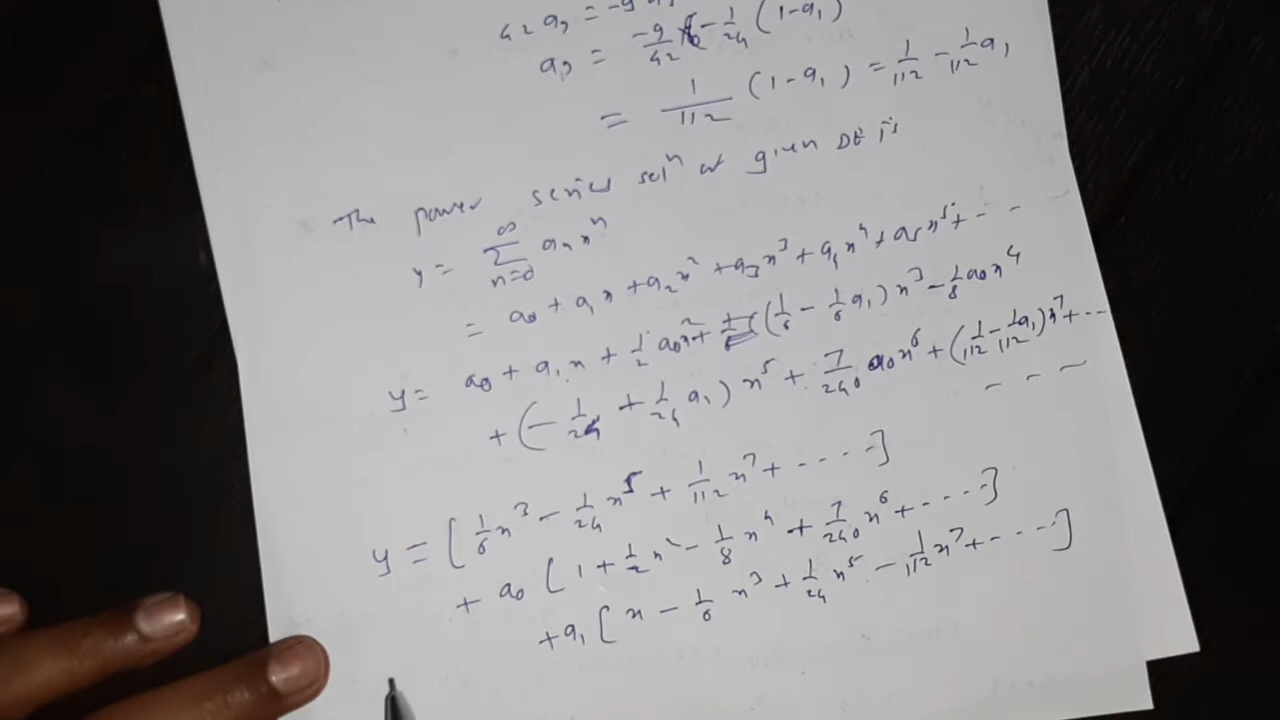 42 a₇ = -9 a
a₇ = -9/42 × -1/24 (1-a₁)
= 1/112 (1-a₁) = 1/112 - 1/112 a₁
The power series solⁿ of given DE is
y = ∑_{n=0}^{∞} aₙxⁿ
= a₀ + a₁x + a₂x² + a₃x³ + a₄x⁴ + a₅x⁵ + - -
y = a₀ + a₁x + 1/2 a₀x² + (1/6 - 1/6 a₁)x³ - 1/8 a₀x⁴
+ (-1/24 + 1/24 a₁)x⁵ + 7/240 a₀x⁶ + (1/112 - 1/112 a₁)x⁷ + ...
- - -
y = [1/6 x³ - 1/24 x⁵ + 1/112 x⁷ + - - - -]
+ a₀ [1 + 1/2 x² - 1/8 x⁴ + 7/240 x⁶ + - - - -]
+ a₁ [x - 1/6 x³ + 1/24 x⁵ - 1/112 x⁷ + - - - -]